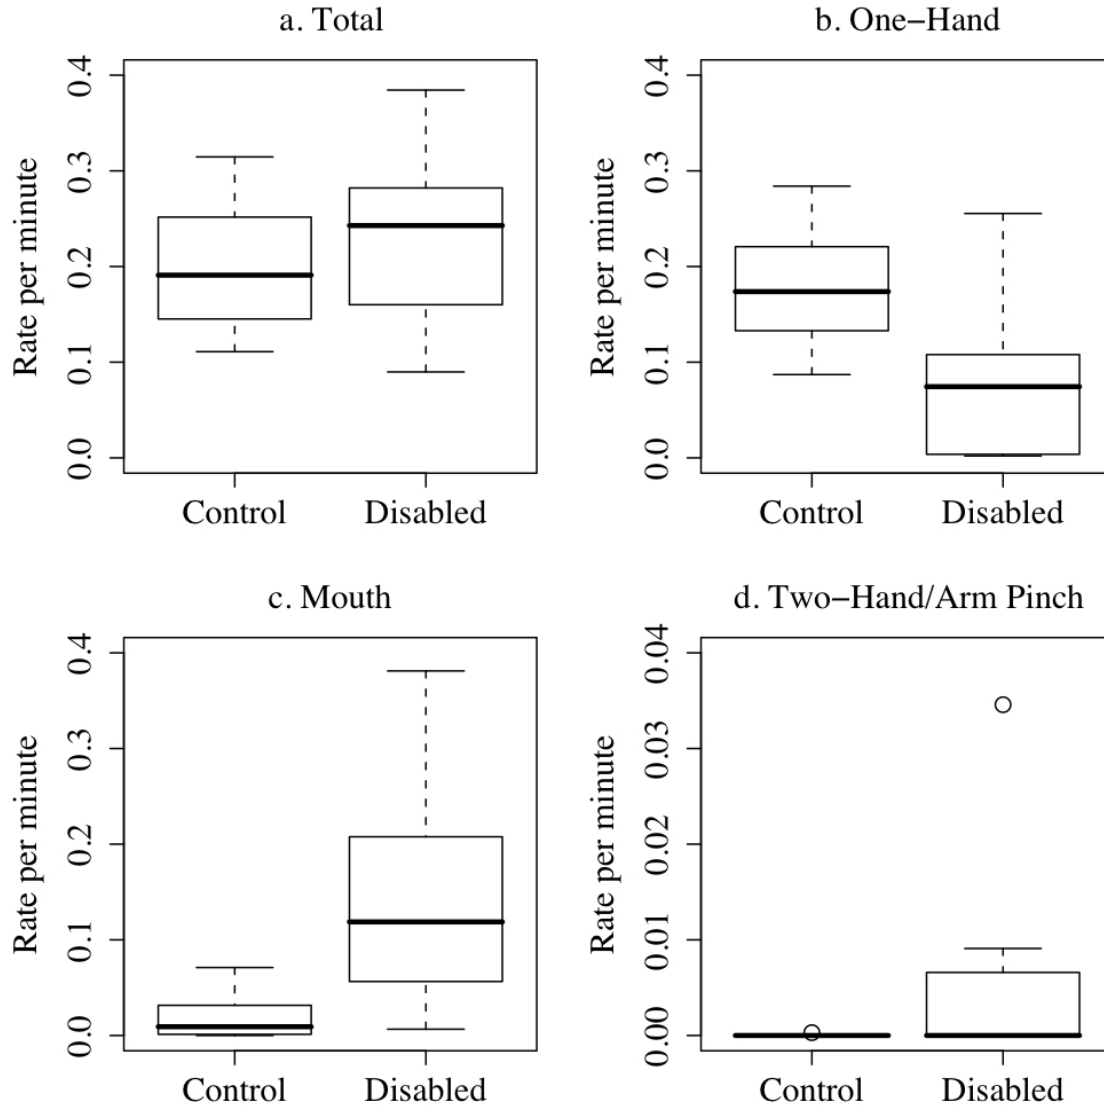 a. Total
Rate per minute
0.4
0.3
0.2
0.1
0.0
Control Disabled
b. One−Hand
Rate per minute
0.4
0.3
0.2
0.1
0.0
Control Disabled
c. Mouth
Rate per minute
0.4
0.3
0.2
0.1
0.0
Control Disabled
d. Two−Hand/Arm Pinch
Rate per minute
0.04
0.03
0.02
0.01
0.00
Control Disabled